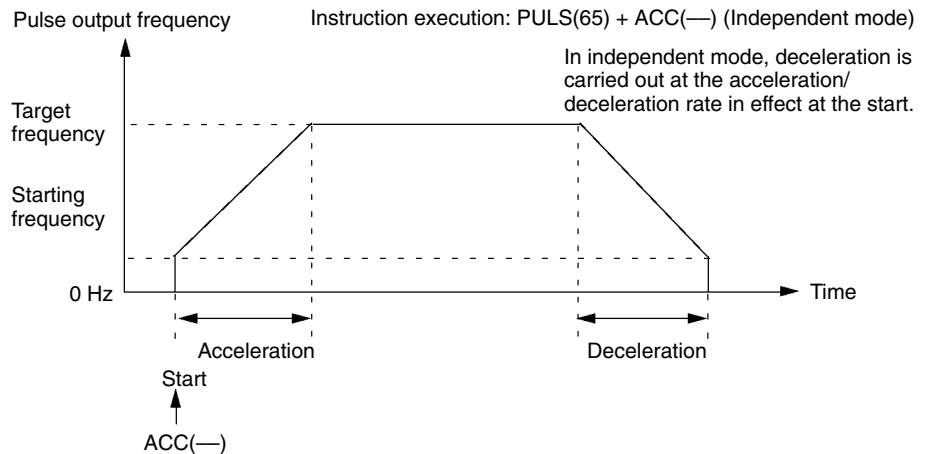 Pulse output frequency
Instruction execution: PULS(65) + ACC(—) (Independent mode)
In independent mode, deceleration is
carried out at the acceleration/
deceleration rate in effect at the start.
Target
frequency
Starting
frequency
0 Hz
Time
Acceleration
Deceleration
Start
ACC(—)